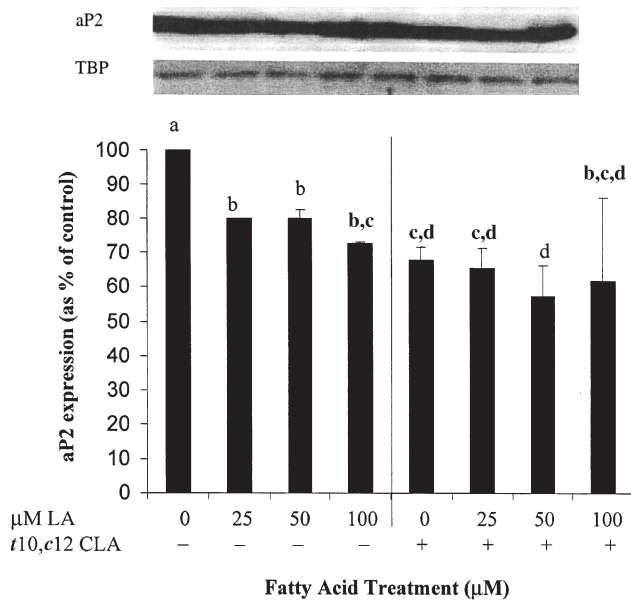 aP2
TBP
aP2 expression (as % of control)
100
90
80
70
60
50
40
30
20
10
0
a
b
b
b,c
c,d
c,d
d
b,c,d
μM LA 0 25 50 100 0 25 50 100
t10,c12 CLA – – – – + + + +
Fatty Acid Treatment (μM)